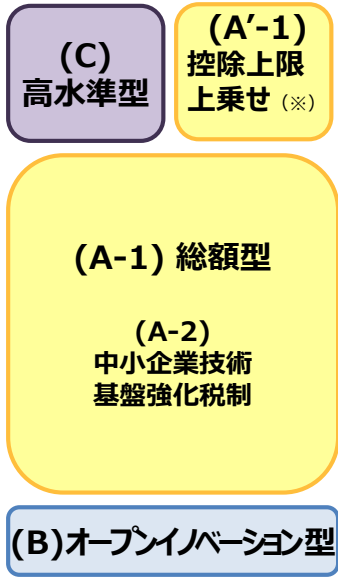 (C)
高水準型
(A′-1)
控除上限
上乗せ（※）
(A-1) 総額型
(A-2)
中小企業技術
基盤強化税制
(B)オープンイノベーション型